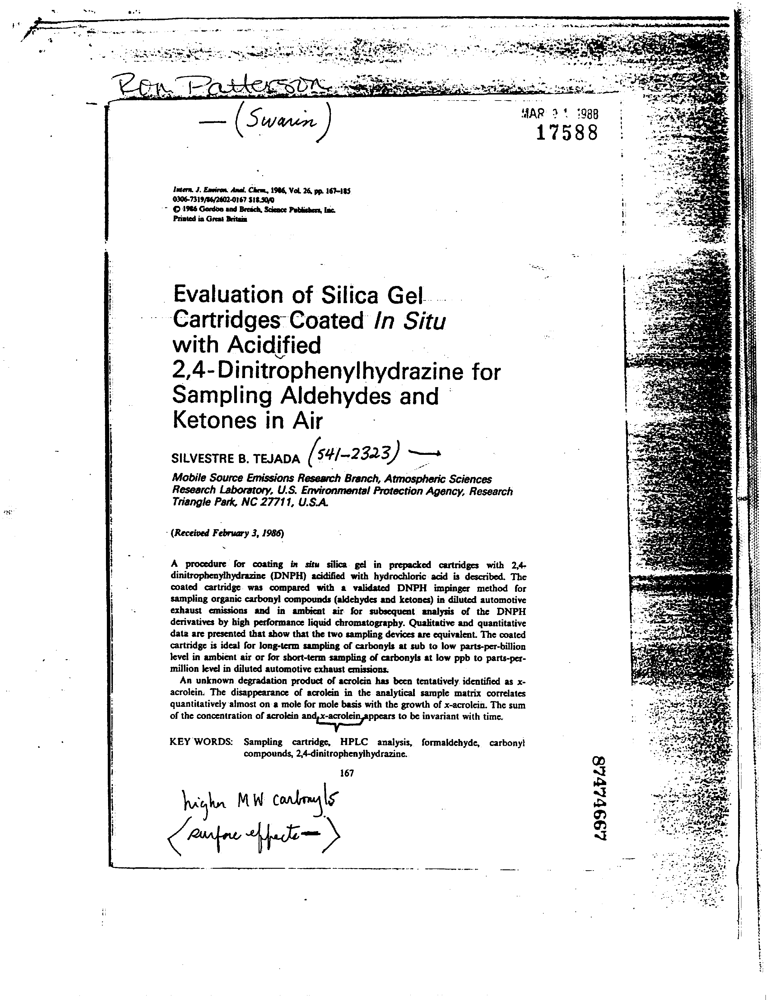 Ron Patterson
— (Swarin)
MAR 21 1988
17588
Intern. J. Environ. Anal. Chem., 1986, Vol. 26, pp. 167–185
0306-7319/86/2602-0167 $18.50/0
© 1986 Gordon and Breach, Science Publishers, Inc.
Printed in Great Britain
Evaluation of Silica Gel
Cartridges Coated In Situ
with Acidified
2,4-Dinitrophenylhydrazine for
Sampling Aldehydes and
Ketones in Air
SILVESTRE B. TEJADA (541-2323) →
Mobile Source Emissions Research Branch, Atmospheric Sciences
Research Laboratory, U.S. Environmental Protection Agency, Research
Triangle Park, NC 27711, U.S.A.
(Received February 3, 1986)
A procedure for coating in situ silica gel in prepacked cartridges with 2,4-
dinitrophenylhydrazine (DNPH) acidified with hydrochloric acid is described. The
coated cartridge was compared with a validated DNPH impinger method for
sampling organic carbonyl compounds (aldehydes and ketones) in diluted automotive
exhaust emissions and in ambient air for subsequent analysis of the DNPH
derivatives by high performance liquid chromatography. Qualitative and quantitative
data are presented that show that the two sampling devices are equivalent. The coated
cartridge is ideal for long-term sampling of carbonyls at sub to low parts-per-billion
level in ambient air or for short-term sampling of carbonyls at low ppb to parts-per-
million level in diluted automotive exhaust emissions.
An unknown degradation product of acrolein has been tentatively identified as x-
acrolein. The disappearance of acrolein in the analytical sample matrix correlates
quantitatively almost on a mole for mole basis with the growth of x-acrolein. The sum
of the concentration of acrolein and x-acrolein appears to be invariant with time.
KEY WORDS: Sampling cartridge, HPLC analysis, formaldehyde, carbonyl
compounds, 2,4-dinitrophenylhydrazine.
167
higher MW carbonyls
(surface effects —)
87474667